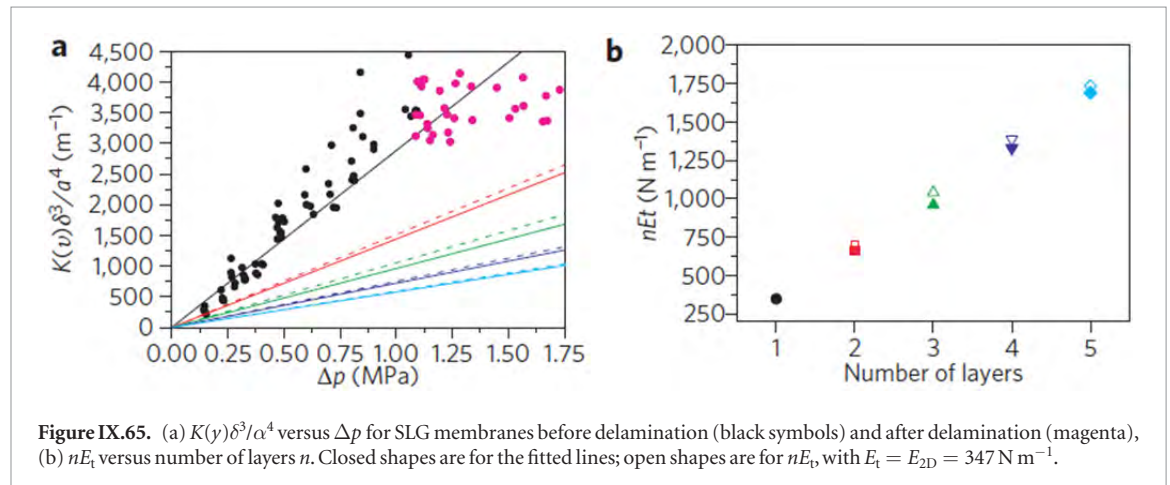 a
4,500
4,000
3,500
3,000
2,500
2,000
1,500
1,000
500
0
K(υ)δ³/a⁴ (m⁻¹)
0.00 0.25 0.50 0.75 1.00 1.25 1.50 1.75
Δp (MPa)
b
2,000
1,750
1,500
1,250
1,000
750
500
250
nEt (N m⁻¹)
1 2 3 4 5
Number of layers
Figure IX.65. (a) K(y)δ³/α⁴ versus Δp for SLG membranes before delamination (black symbols) and after delamination (magenta),
(b) nEₜ versus number of layers n. Closed shapes are for the fitted lines; open shapes are for nEₜ, with Eₜ = E₂D = 347 N m⁻¹.